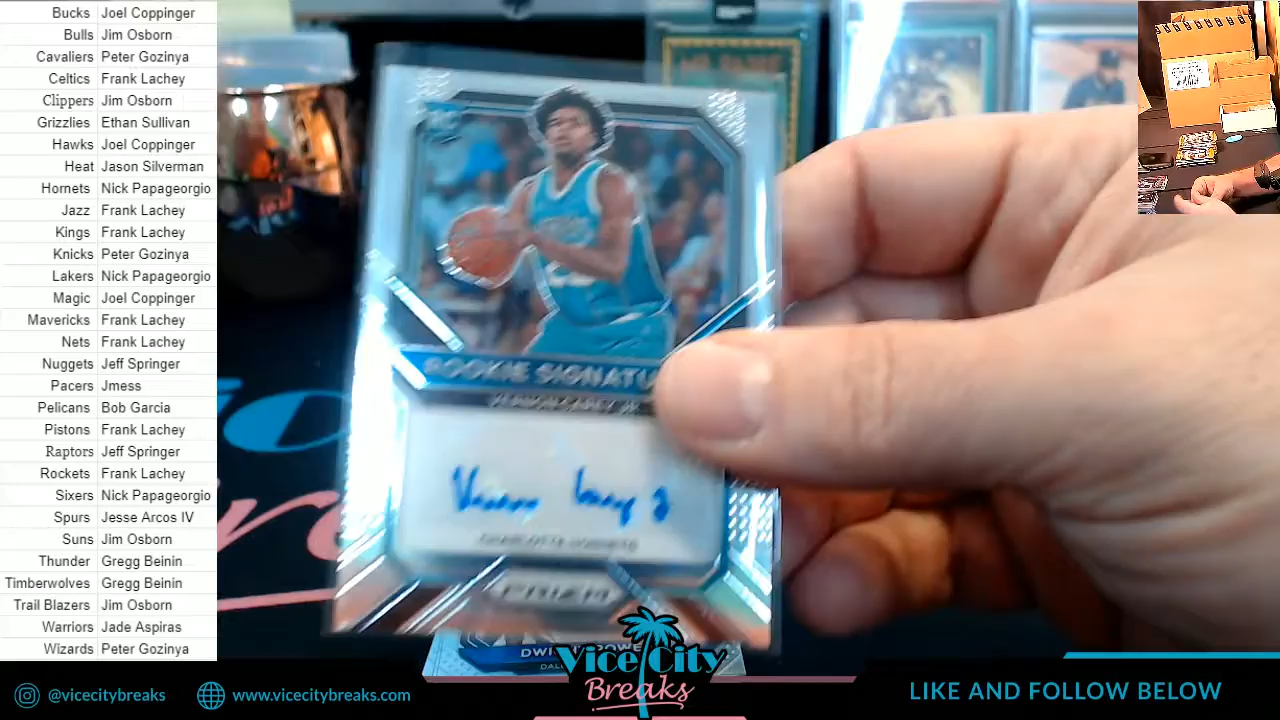 Bucks Joel Coppinger
Bulls Jim Osborn
Cavaliers Peter Gozinya
Celtics Frank Lachey
Clippers Jim Osborn
Grizzlies Ethan Sullivan
Hawks Joel Coppinger
Heat Jason Silverman
Hornets Nick Papageorgio
Jazz Frank Lachey
Kings Frank Lachey
Knicks Peter Gozinya
Lakers Nick Papageorgio
Magic Joel Coppinger
Mavericks Frank Lachey
Nets Frank Lachey
Nuggets Jeff Springer
Pacers Jmess
Pelicans Bob Garcia
Pistons Frank Lachey
Raptors Jeff Springer
Rockets Frank Lachey
Sixers Nick Papageorgio
Spurs Jesse Arcos IV
Suns Jim Osborn
Thunder Gregg Beinin
Timberwolves Gregg Beinin
Trail Blazers Jim Osborn
Warriors Jade Aspiras
Wizards Peter Gozinya
RC
ROOKIE SIGNATU
CHARLOTTE HORNETS
PRIZM
Vice City
Breaks
@vicecitybreaks
www.vicecitybreaks.com
LIKE AND FOLLOW BELOW